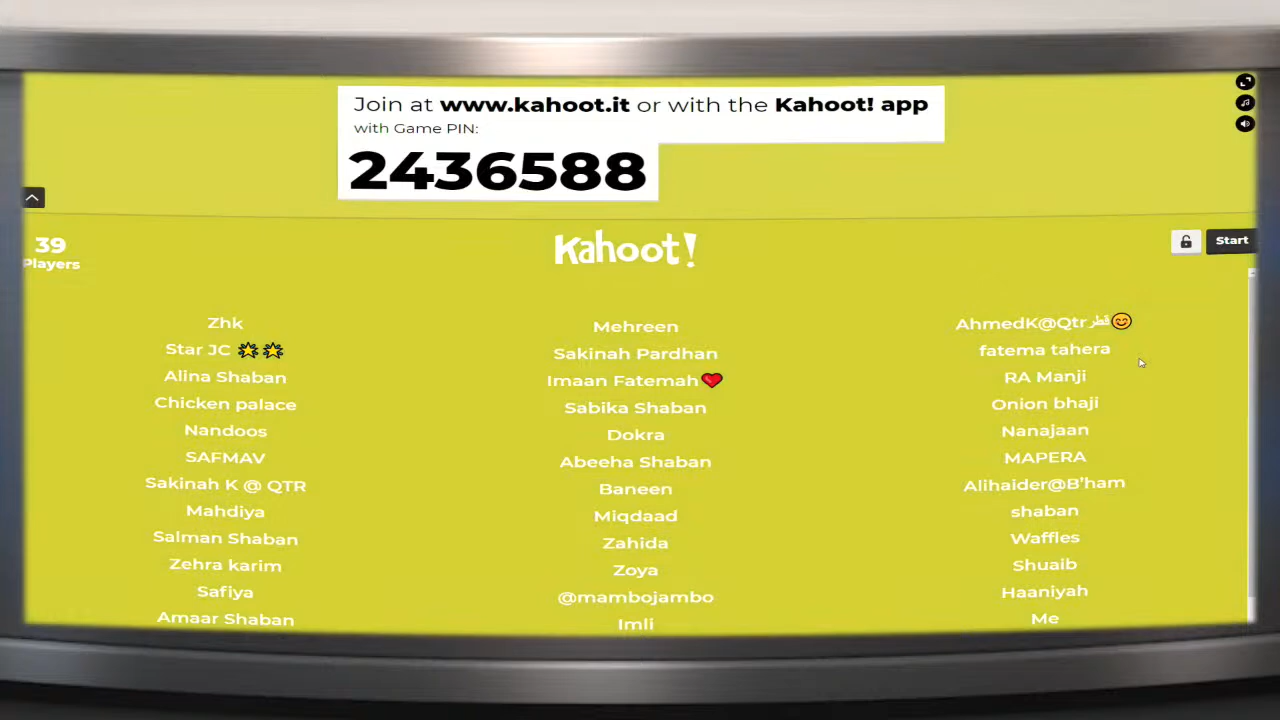 Join at www.kahoot.it or with the Kahoot! app
with Game PIN:
2436588
39
Players
Kahoot!
Start
Zhk
Mehreen
AhmedK@Qtr قطر😊
Star JC 🌟🌟
Sakinah Pardhan
fatema tahera
Alina Shaban
Imaan Fatemah❤️
RA Manji
Chicken palace
Sabika Shaban
Onion bhaji
Nandoos
Dokra
Nanajaan
SAFMAV
Abeeha Shaban
MAPERA
Sakinah K @ QTR
Baneen
Alihaider@B'ham
Mahdiya
Miqdaad
shaban
Salman Shaban
Zahida
Waffles
Zehra karim
Zoya
Shuaib
Safiya
@mambojambo
Haaniyah
Amaar Shaban
Imli
Me